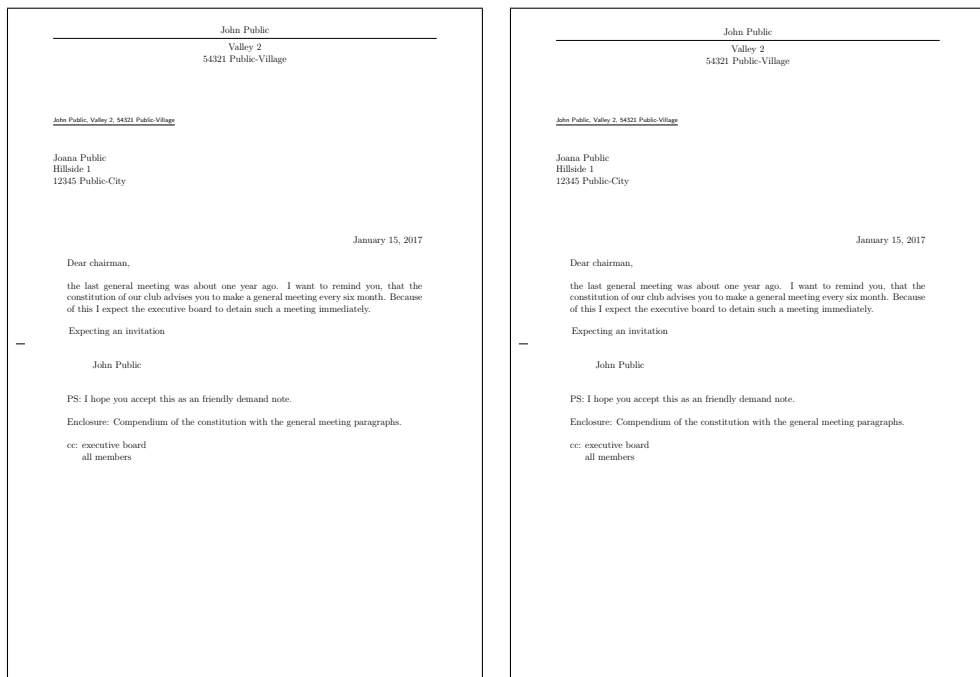 John Public
Valley 2
54321 Public-Village
John Public, Valley 2, 54321 Public-Village
Joana Public
Hillside 1
12345 Public-City
January 15, 2017
Dear chairman,
the last general meeting was about one year ago. I want to remind you, that the
constitution of our club advises you to make a general meeting every six month. Because
of this I expect the executive board to detain such a meeting immediately.
Expecting an invitation
John Public
PS: I hope you accept this as an friendly demand note.
Enclosure: Compendium of the constitution with the general meeting paragraphs.
cc: executive board
all members
John Public
Valley 2
54321 Public-Village
John Public, Valley 2, 54321 Public-Village
Joana Public
Hillside 1
12345 Public-City
January 15, 2017
Dear chairman,
the last general meeting was about one year ago. I want to remind you, that the
constitution of our club advises you to make a general meeting every six month. Because
of this I expect the executive board to detain such a meeting immediately.
Expecting an invitation
John Public
PS: I hope you accept this as an friendly demand note.
Enclosure: Compendium of the constitution with the general meeting paragraphs.
cc: executive board
all members